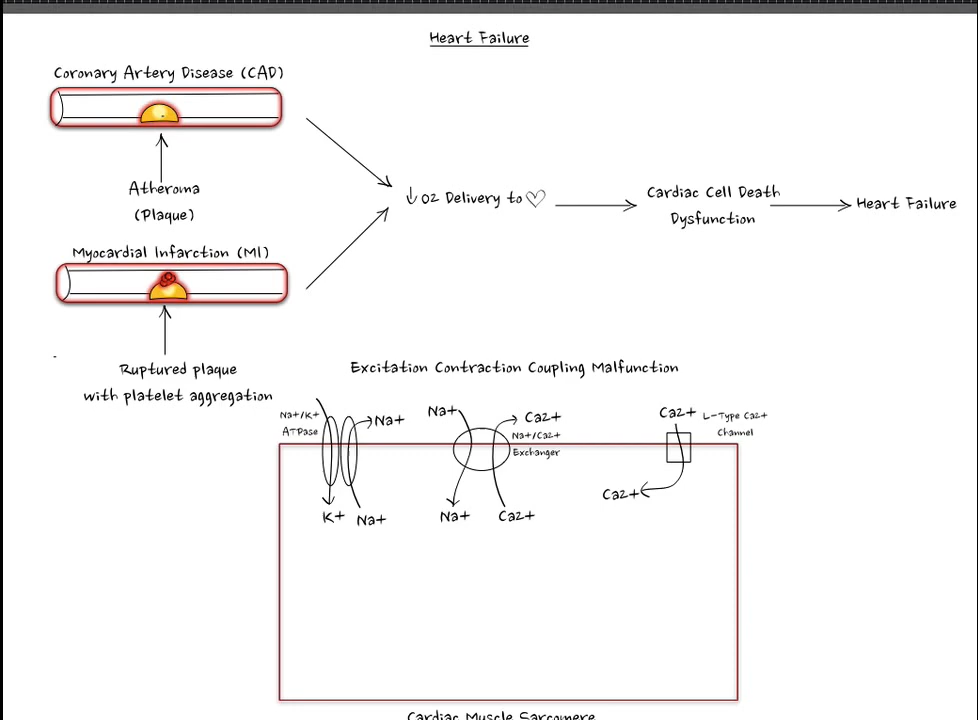 Heart Failure
Coronary Artery Disease (CAD)
Atheroma
(Plaque)
↓ O2 Delivery to ♡
Cardiac Cell Death
Dysfunction
Heart Failure
Myocardial Infarction (MI)
Ruptured plaque
with platelet aggregation
Excitation Contraction Coupling Malfunction
Na+/K+
ATPase
Na+
K+
Na+
Na+
Ca2+
Na+/Ca2+
Exchanger
Na+
Ca2+
Ca2+
L-Type Ca2+
Channel
Ca2+
Cardiac Muscle Sarcomere